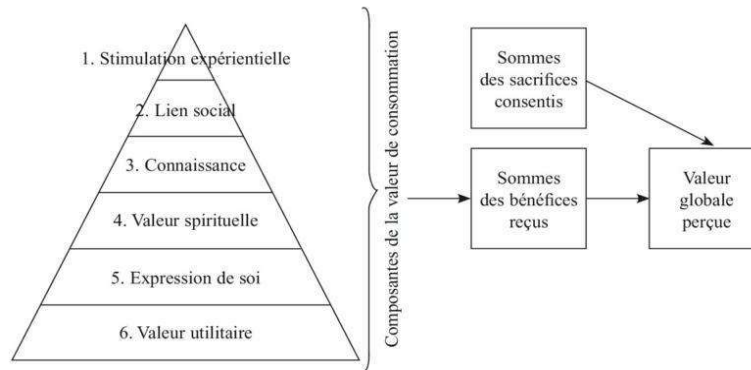 1. Stimulation expérientielle
2. Lien social
3. Connaissance
4. Valeur spirituelle
5. Expression de soi
6. Valeur utilitaire
Composantes de la valeur de consommation
Sommes
des sacrifices
consentis
Sommes
des bénéfices
reçus
Valeur
globale
perçue